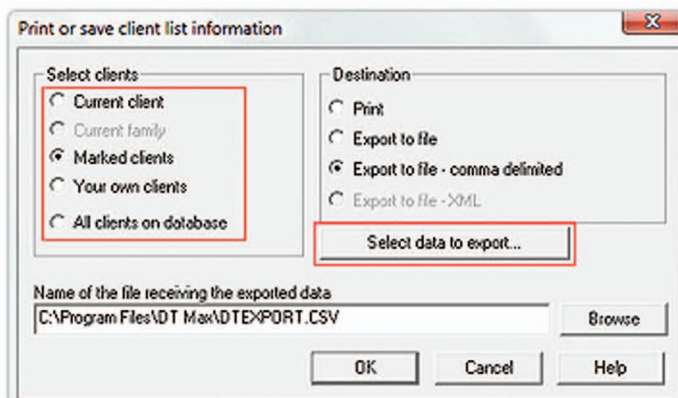 Print or save client list information
Select clients
Current client
Current family
Marked clients
Your own clients
All clients on database
Destination
Print
Export to file
Export to file - comma delimited
Export to file - XML
Select data to export...
Name of the file receiving the exported data
C:\Program Files\DT Max\DTEXPORT.CSV
Browse
OK
Cancel
Help